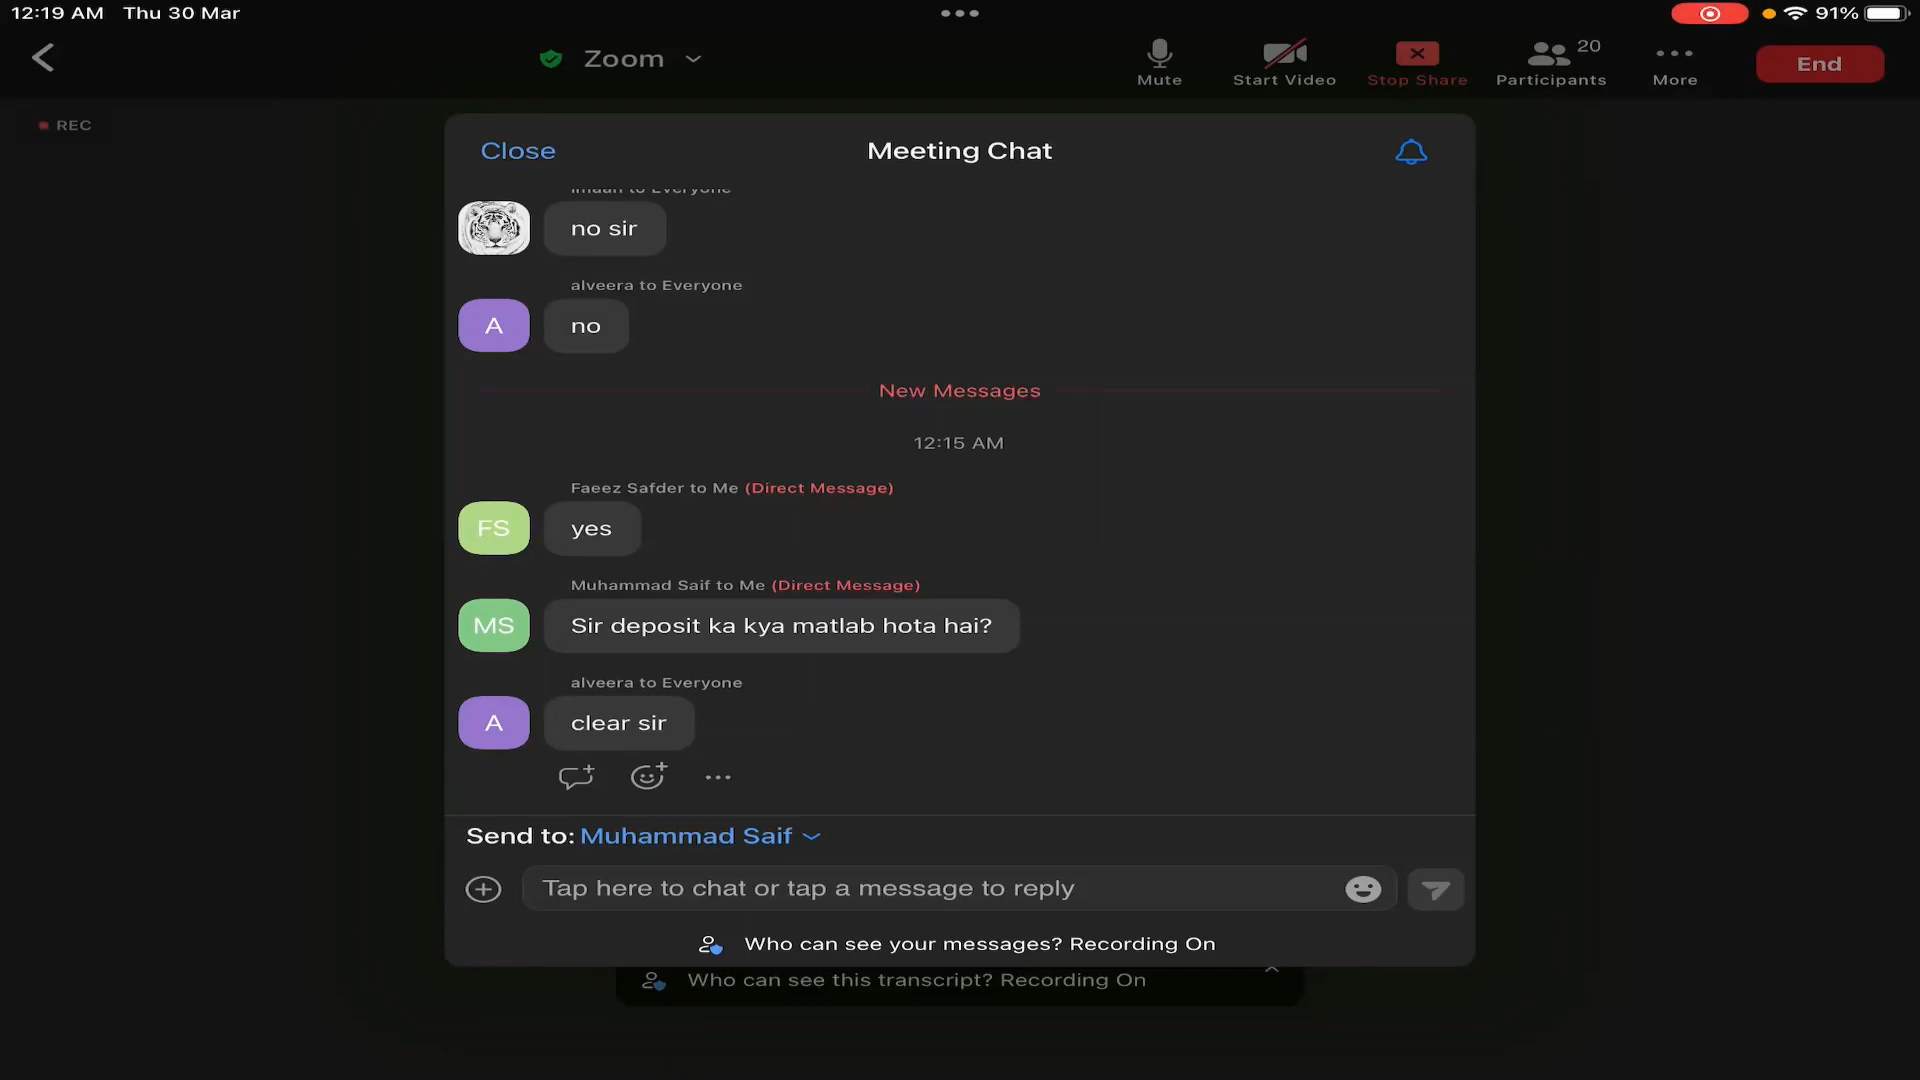 12:19 AM Thu 30 Mar
91%
Zoom
Mute
Start Video
Stop Share
Participants
20
More
End
REC
Close
Meeting Chat
imaan to Everyone
no sir
alveera to Everyone
A
no
New Messages
12:15 AM
Faeez Safder to Me (Direct Message)
FS
yes
Muhammad Saif to Me (Direct Message)
MS
Sir deposit ka kya matlab hota hai?
alveera to Everyone
A
clear sir
Send to: Muhammad Saif
Tap here to chat or tap a message to reply
Who can see your messages? Recording On
Who can see this transcript? Recording On